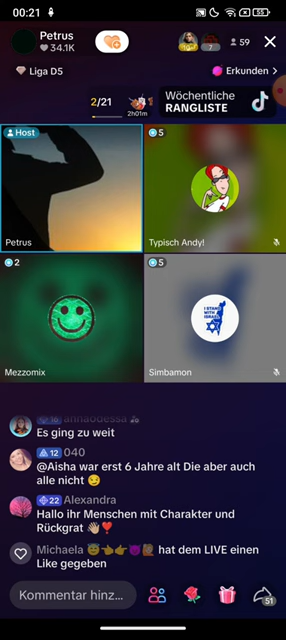 00:21
55
Petrus
34.1K
59
Liga D5
Erkunden >
2/21
2h01m
Wöchentliche
RANGLISTE
Host
5
Petrus
Typisch Andy!
2
5
I STAND
WITH
ISRAEL
Mezzomix
Simbamon
Es ging zu weit
12 040
@Aisha war erst 6 Jahre alt Die aber auch
alle nicht 😏
22 Alexandra
Hallo ihr Menschen mit Charakter und
Rückgrat 👋🏼❣️
Michaela 😇👈👉😈🙋 hat dem LIVE einen
Like gegeben
Kommentar hinz...
51